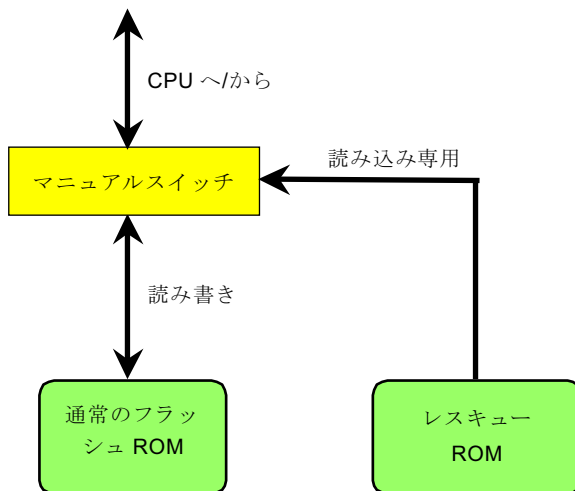 CPU へ/から
読み込み専用
マニュアルスイッチ
読み書き
通常のフラッ
シュ ROM
レスキュー
ROM